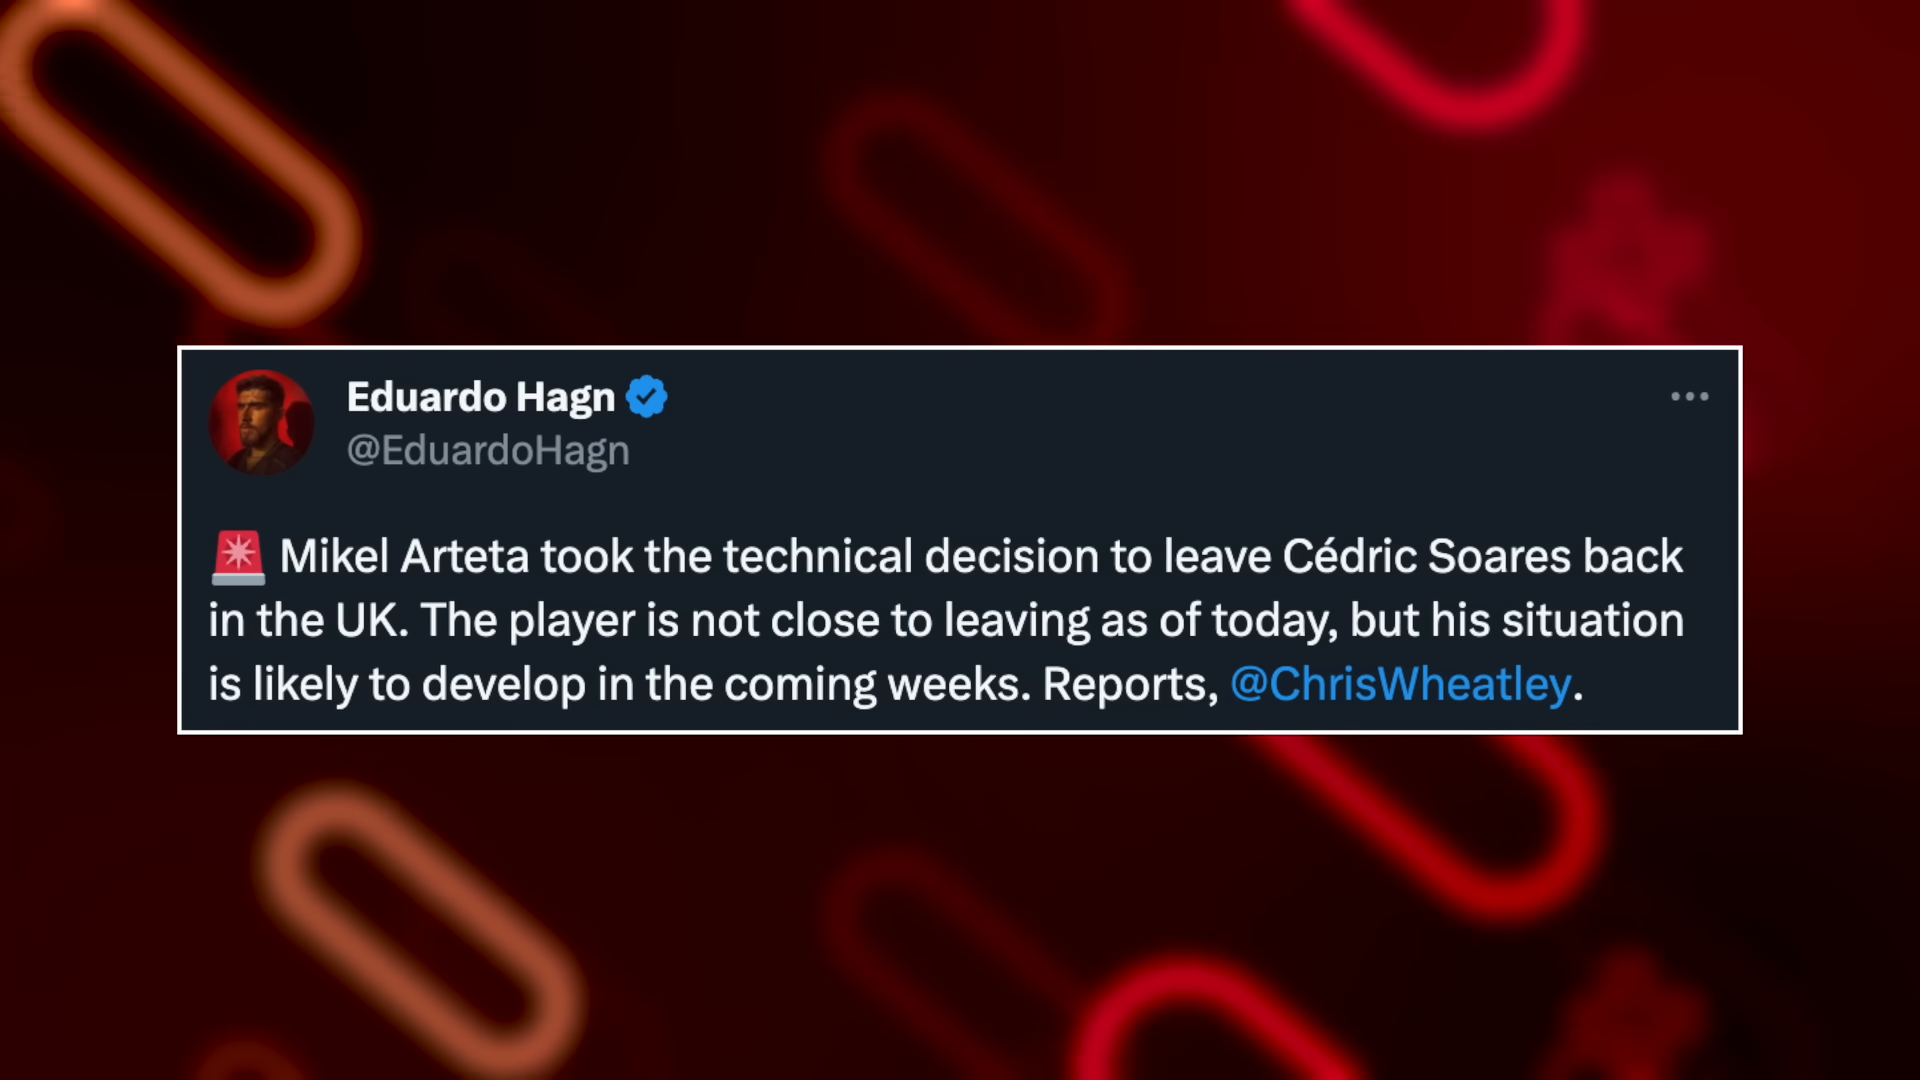 Eduardo Hagn
@EduardoHagn
🚨 Mikel Arteta took the technical decision to leave Cédric Soares back
in the UK. The player is not close to leaving as of today, but his situation
is likely to develop in the coming weeks. Reports, @ChrisWheatley.